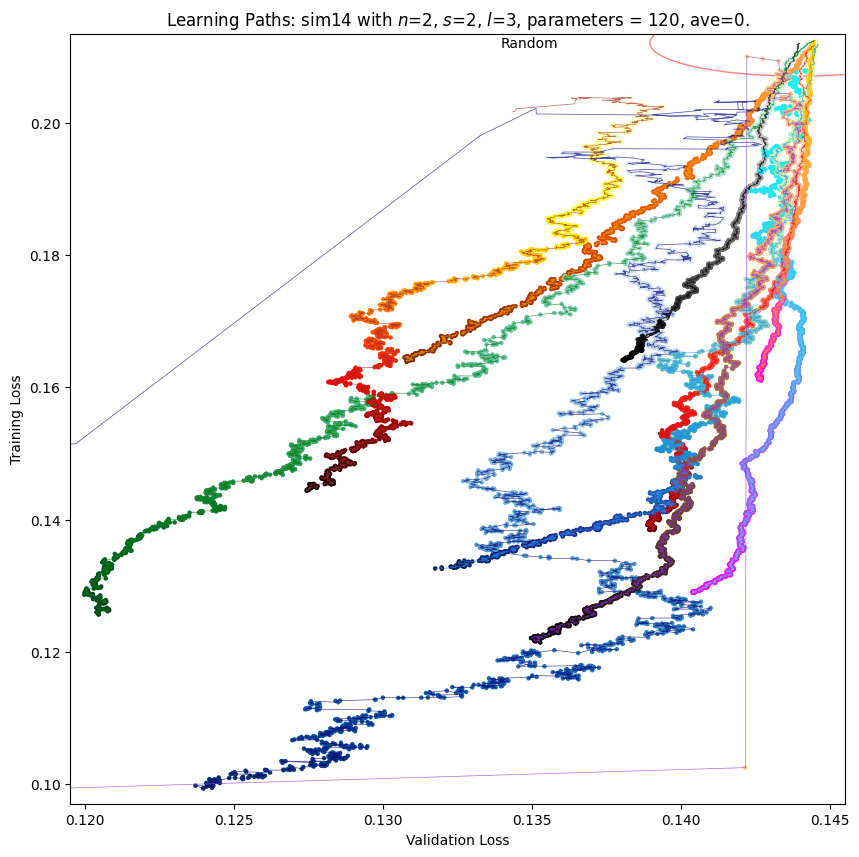 Learning Paths: sim14 with n=2, s=2, l=3, parameters = 120, ave=0.
Random
0.20
0.18
0.16
0.14
0.12
0.10
Training Loss
0.120 0.125 0.130 0.135 0.140 0.145
Validation Loss